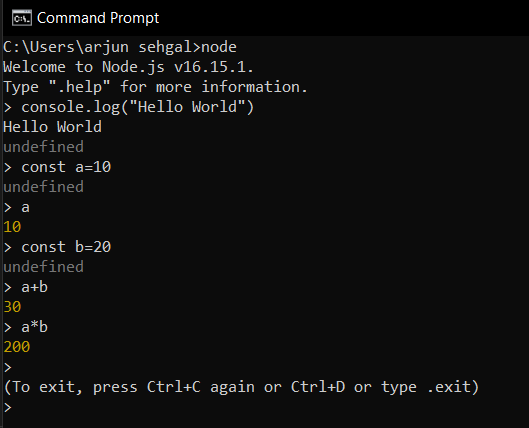 Command Prompt
C:\Users\arjun sehgal>node
Welcome to Node.js v16.15.1.
Type ".help" for more information.
> console.log("Hello World")
Hello World
undefined
> const a=10
undefined
> a
10
> const b=20
undefined
> a+b
30
> a*b
200
>
(To exit, press Ctrl+C again or Ctrl+D or type .exit)
>